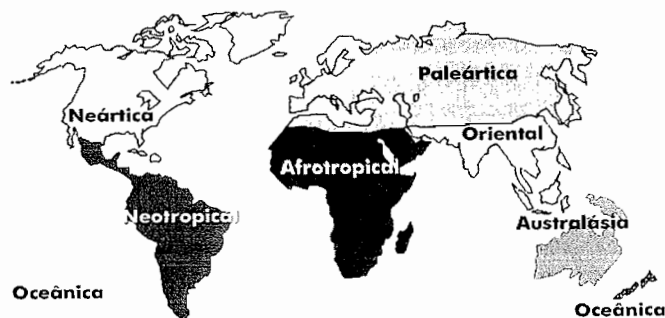 Paleártica
Neártica
Oriental
Afrotropical
Neotropical
Australásia
Oceânica
Oceânica